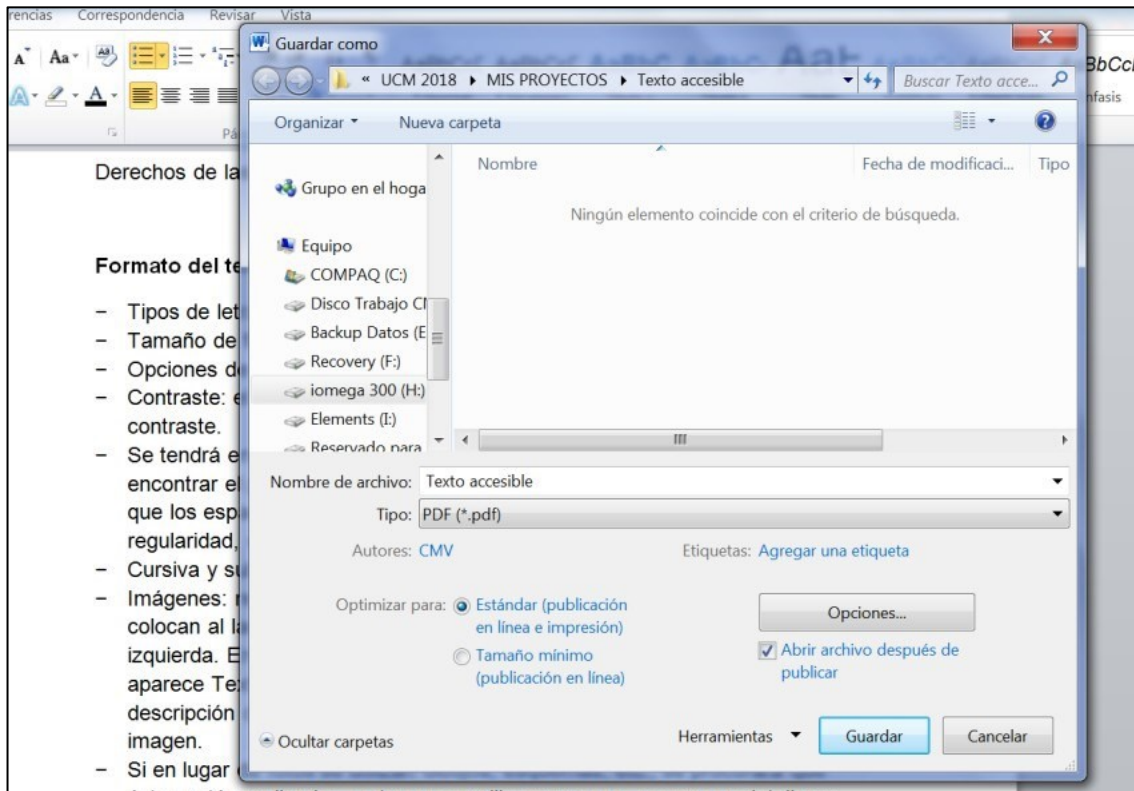 rencias Correspondencia Revisar Vista
Guardar como
« UCM 2018 ▸ MIS PROYECTOS ▸ Texto accesible
Buscar Texto acce...
Aa
nfasis
Organizar Nueva carpeta
Nombre Fecha de modificaci... Tipo
Ningún elemento coincide con el criterio de búsqueda.
Grupo en el hoga
Equipo
COMPAQ (C:)
Disco Trabajo
Backup Datos (E
Recovery (F:)
iomega 300 (H:)
Elements (I:)
Reservado para
Nombre de archivo: Texto accesible
Tipo: PDF (*.pdf)
Autores: CMV Etiquetas: Agregar una etiqueta
Optimizar para: Estándar (publicación
en línea e impresión)
Tamaño mínimo
(publicación en línea)
Opciones...
Abrir archivo después de
publicar
Ocultar carpetas Herramientas Guardar Cancelar
Derechos de la
Formato del te
– Tipos de let
– Tamaño de
– Opciones d
– Contraste: e
contraste.
– Se tendrá e
encontrar el
que los esp
regularidad,
– Cursiva y su
– Imágenes:
colocan al la
izquierda. E
aparece Te
descripción
imagen.
– Si en lugar